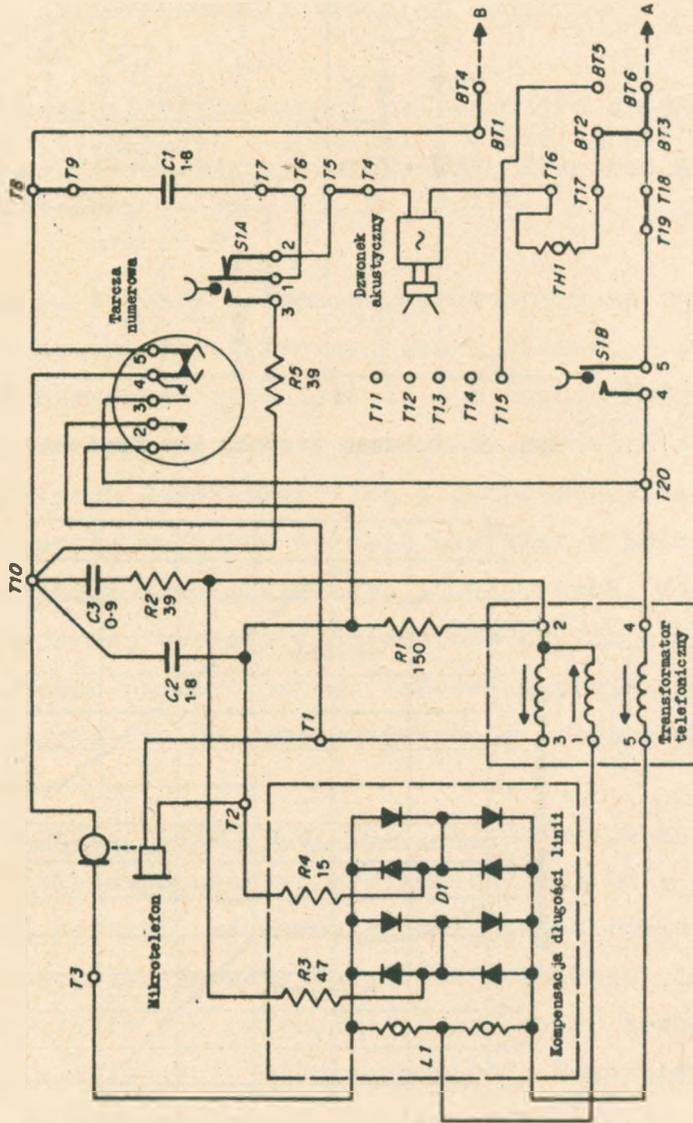 T10
T8
T9
C1
1·8
T7
T6
T5
T4
B
BT4
BT1
BT5
BT2
BT6
BT3
A
T16
T17
T18
T19
TH1
Tarcza
numerowa
5
4
3
2
S1A
2
1
3
R5
39
Dzwonek
akustyczny
~
T11
T12
T13
T14
T15
S1B
5
4
T20
C3
0·9
R2
39
C2
1·8
R1
150
T1
T2
T3
Mikrotelefon
R4
15
R3
47
D1
L1
Kompensacja długości linii
2
3
1
4
5
Transformator
telefoniczny